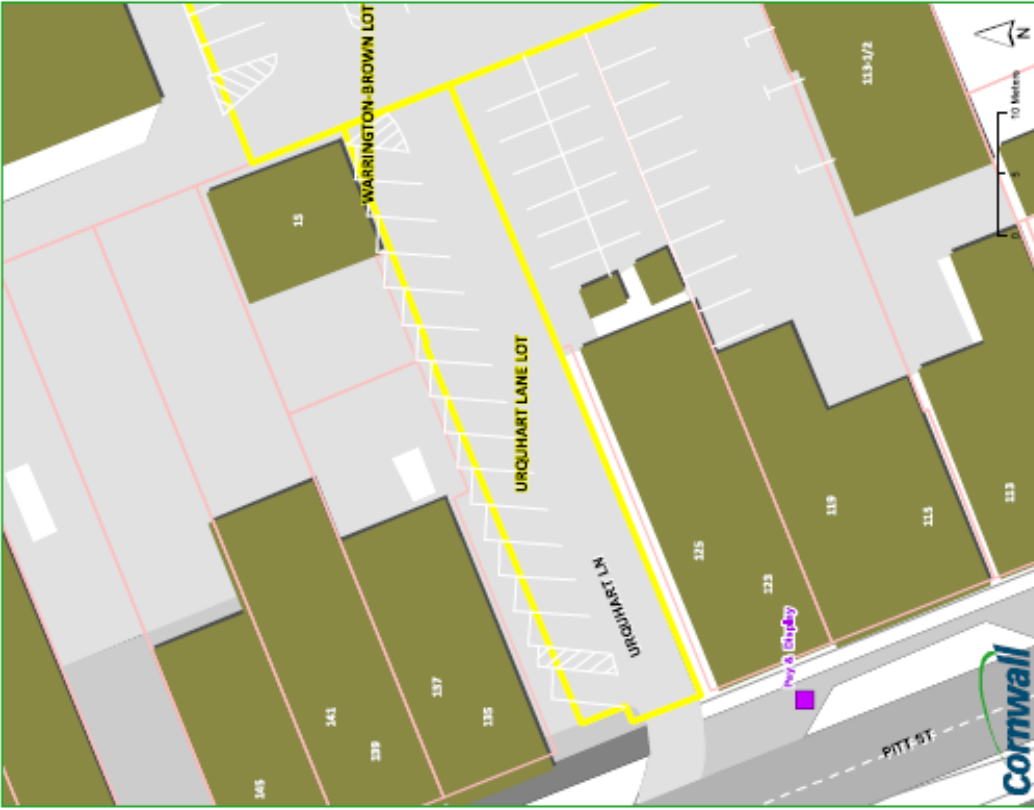 WARRINGTON-BROWN LOT
113-1/2
N
10 Meters
5
0
15
URQUHART LANE LOT
URQUHART LN
125
123
119
115
113
Pay & Display
137
135
141
139
145
PITT ST
Cornwall